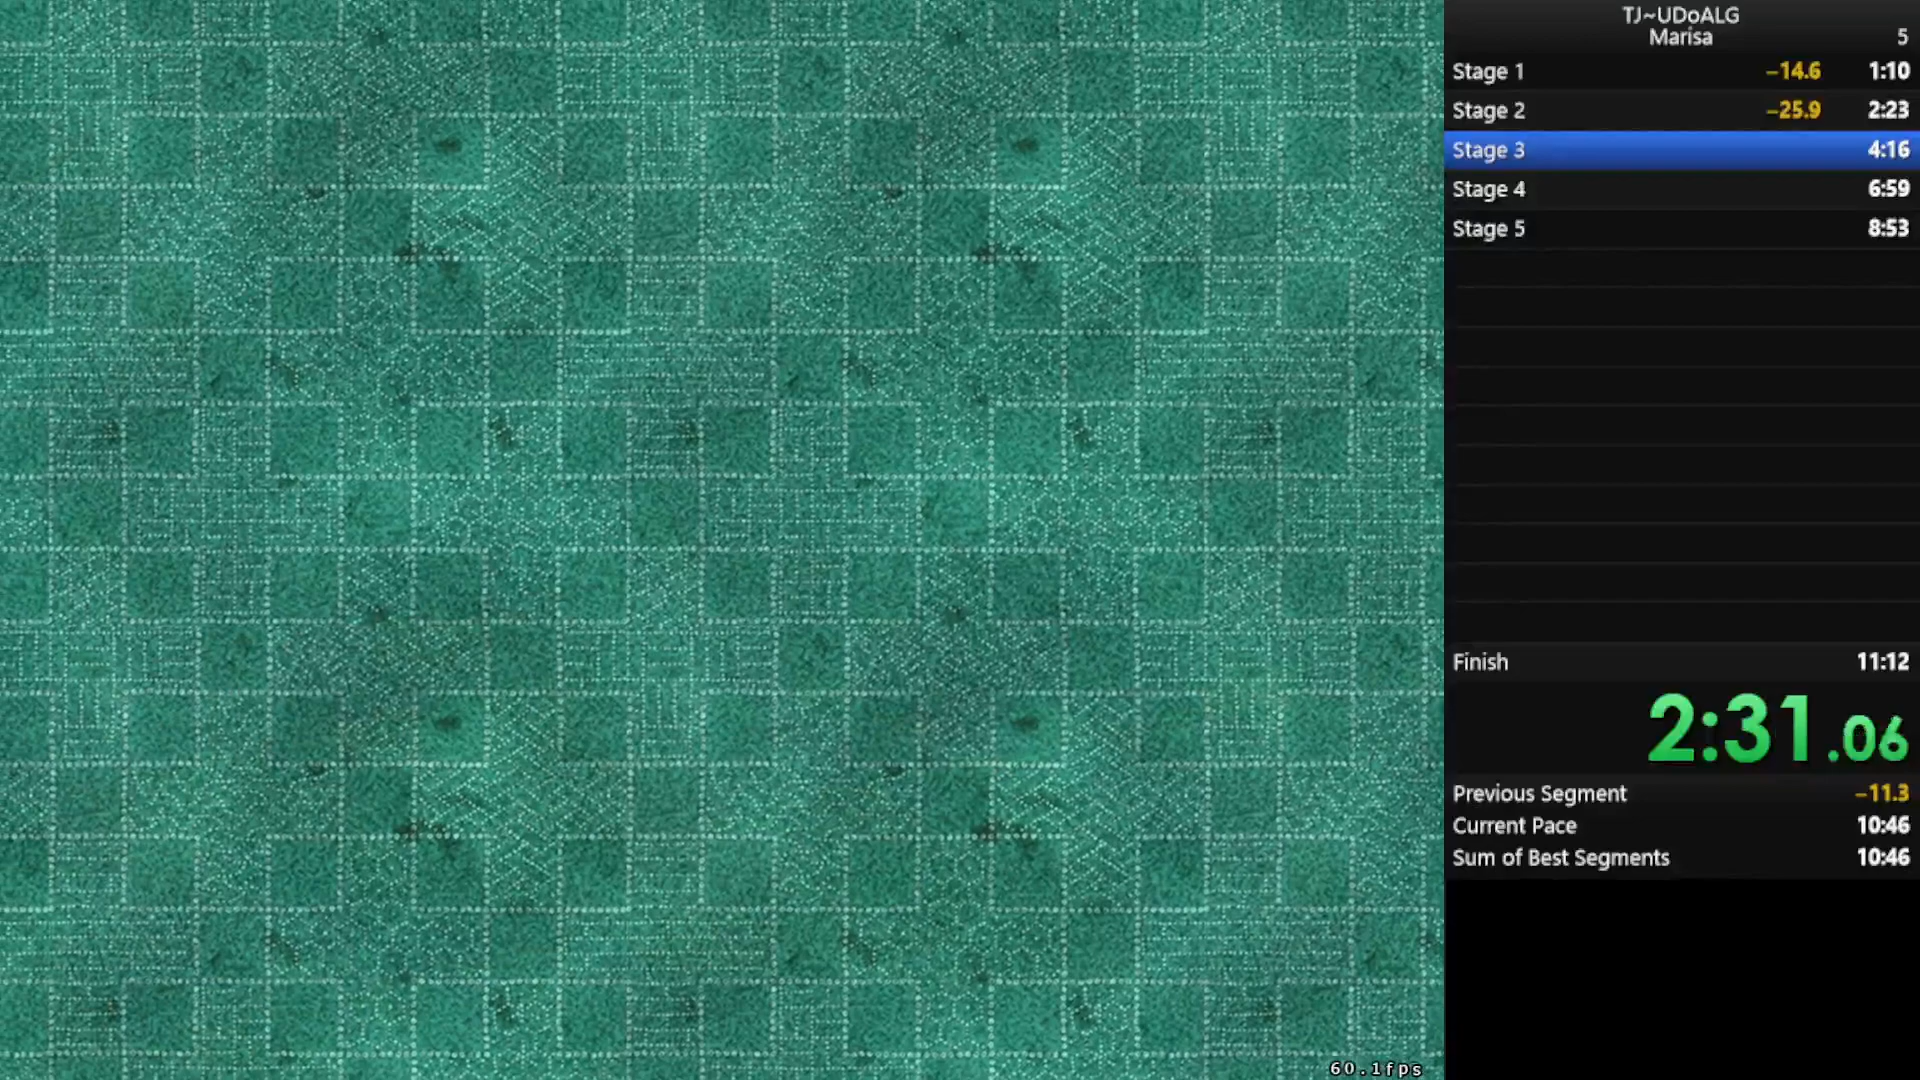 TJ~UDoALG
Marisa 5
Stage 1 −14.6 1:10
Stage 2 −25.9 2:23
Stage 3 4:16
Stage 4 6:59
Stage 5 8:53
Finish 11:12
2:31.06
Previous Segment −11.3
Current Pace 10:46
Sum of Best Segments 10:46
60.1fps